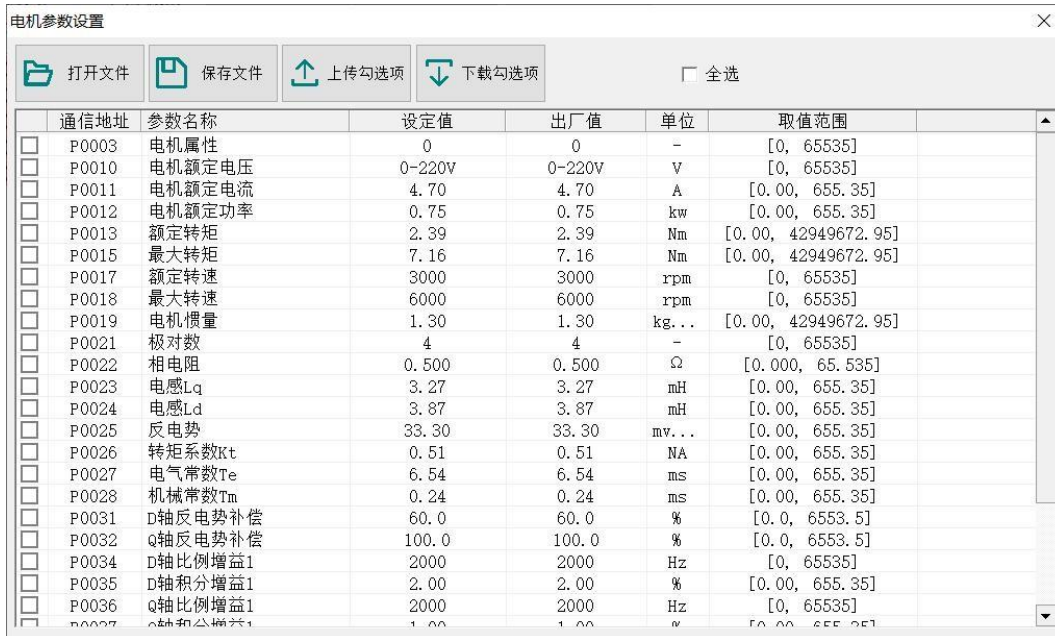 电机参数设置
打开文件 保存文件 上传勾选项 下载勾选项 全选
通信地址 参数名称 设定值 出厂值 单位 取值范围
P0003 电机属性 0 0 - [0, 65535]
P0010 电机额定电压 0-220V 0-220V V [0, 65535]
P0011 电机额定电流 4.70 4.70 A [0.00, 655.35]
P0012 电机额定功率 0.75 0.75 kw [0.00, 655.35]
P0013 额定转矩 2.39 2.39 Nm [0.00, 42949672.95]
P0015 最大转矩 7.16 7.16 Nm [0.00, 42949672.95]
P0017 额定转速 3000 3000 rpm [0, 65535]
P0018 最大转速 6000 6000 rpm [0, 65535]
P0019 电机惯量 1.30 1.30 kg... [0.00, 42949672.95]
P0021 极对数 4 4 - [0, 65535]
P0022 相电阻 0.500 0.500 Ω [0.000, 65.535]
P0023 电感Lq 3.27 3.27 mH [0.00, 655.35]
P0024 电感Ld 3.87 3.87 mH [0.00, 655.35]
P0025 反电势 33.30 33.30 mv... [0.00, 655.35]
P0026 转矩系数Kt 0.51 0.51 NA [0.00, 655.35]
P0027 电气常数Te 6.54 6.54 ms [0.00, 655.35]
P0028 机械常数Tm 0.24 0.24 ms [0.00, 655.35]
P0031 D轴反电势补偿 60.0 60.0 % [0.0, 6553.5]
P0032 Q轴反电势补偿 100.0 100.0 % [0.0, 6553.5]
P0034 D轴比例增益1 2000 2000 Hz [0, 65535]
P0035 D轴积分增益1 2.00 2.00 % [0.00, 655.35]
P0036 Q轴比例增益1 2000 2000 Hz [0, 65535]